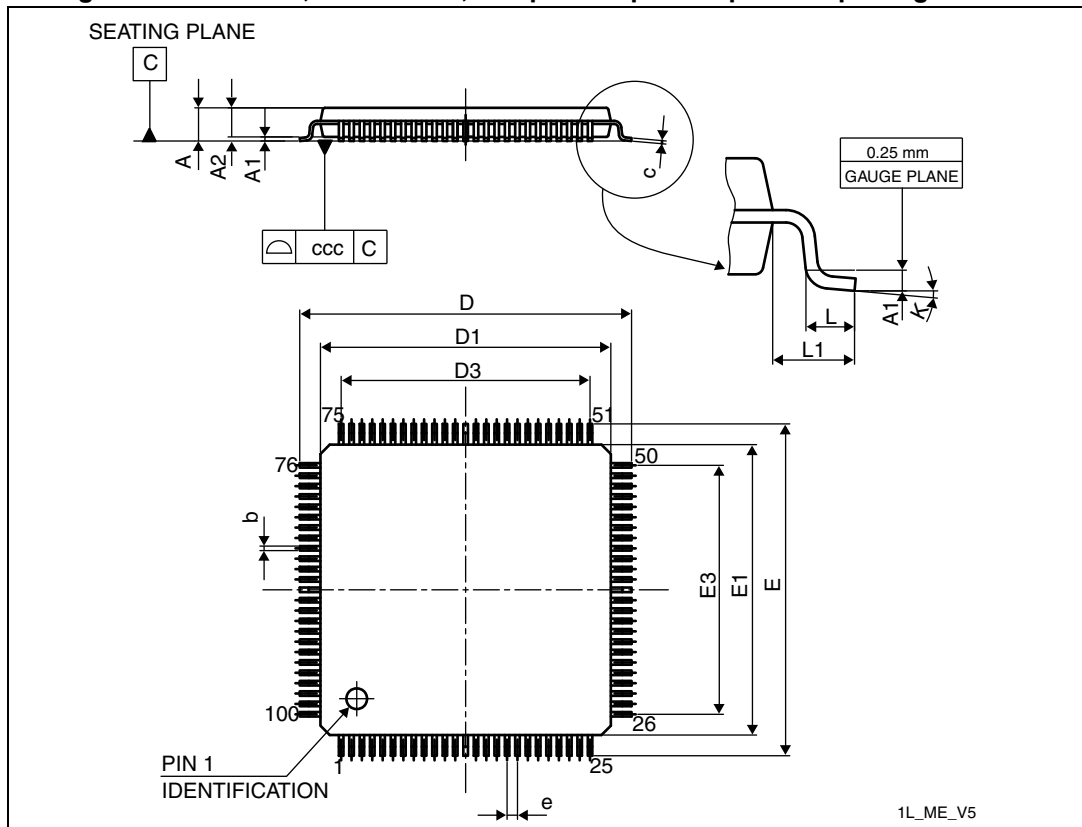 SEATING PLANE
C
A
A2
A1
c
ccc C
0.25 mm
GAUGE PLANE
A1
K
L
L1
D
D1
D3
75
51
76
50
b
E3
E1
E
100
26
PIN 1
IDENTIFICATION
1
25
e
1L_ME_V5